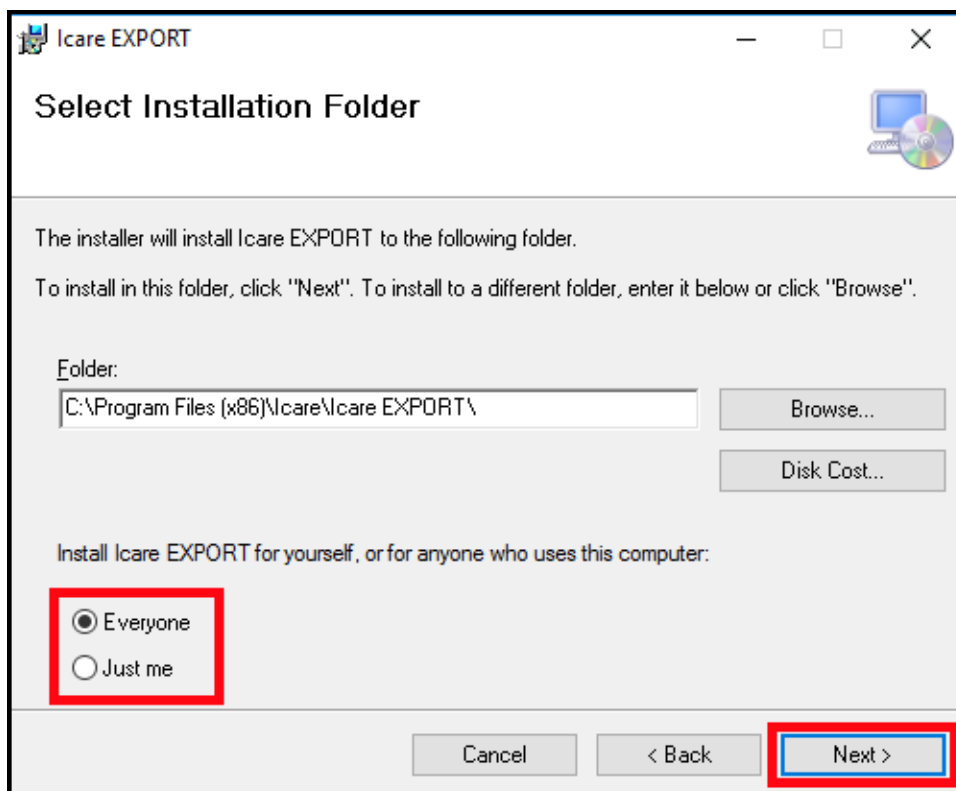 Icare EXPORT
Select Installation Folder
The installer will install Icare EXPORT to the following folder.
To install in this folder, click "Next". To install to a different folder, enter it below or click "Browse".
Folder:
C:\Program Files (x86)\Icare\Icare EXPORT\
Browse...
Disk Cost...
Install Icare EXPORT for yourself, or for anyone who uses this computer:
Everyone
Just me
Cancel
< Back
Next >